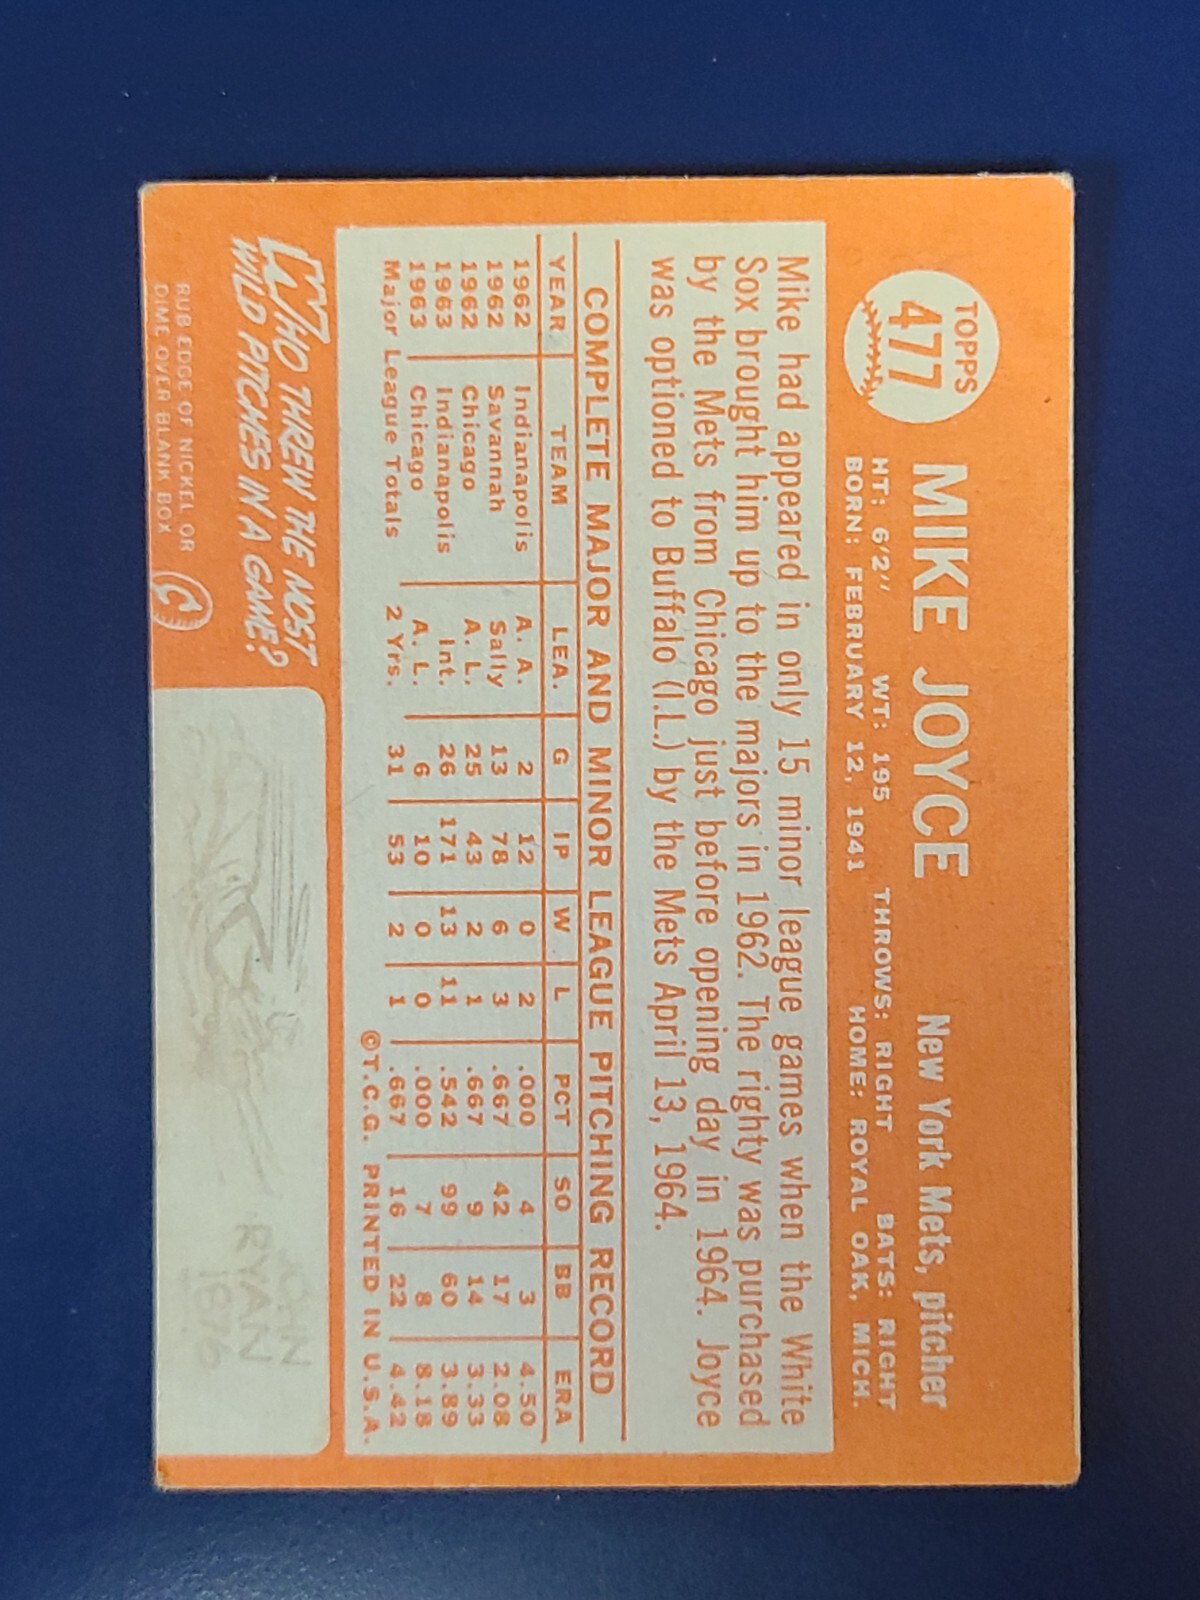 TOPPS
477
MIKE JOYCE New York Mets, pitcher
HT: 6'2" WT: 195 THROWS: RIGHT BATS: RIGHT
BORN: FEBRUARY 12, 1941 HOME: ROYAL OAK, MICH.
Mike had appeared in only 15 minor league games when the White
Sox brought him up to the majors in 1962. The righty was purchased
by the Mets from Chicago just before opening day in 1964. Joyce
was optioned to Buffalo (I.L.) by the Mets April 13, 1964.
COMPLETE MAJOR AND MINOR LEAGUE PITCHING RECORD
YEAR TEAM LEA. G IP W L PCT SO BB ERA
1962 Indianapolis A. A. 2 12 0 2 .000 4 3 4.50
1962 Savannah Sally 13 78 6 3 .667 42 17 2.08
1962 Chicago A. L. 25 43 2 1 .667 9 14 3.33
1963 Indianapolis Int. 26 171 13 11 .542 99 60 3.89
1963 Chicago A. L. 6 10 0 0 .000 7 8 8.18
Major League Totals 2 Yrs. 31 53 2 1 .667 16 22 4.42
©T.C.G. PRINTED IN U.S.A.
WHO THREW THE MOST
WILD PITCHES IN A GAME?
RUB EDGE OF NICKEL OR
DIME OVER BLANK BOX
JOHN
RYAN
1876